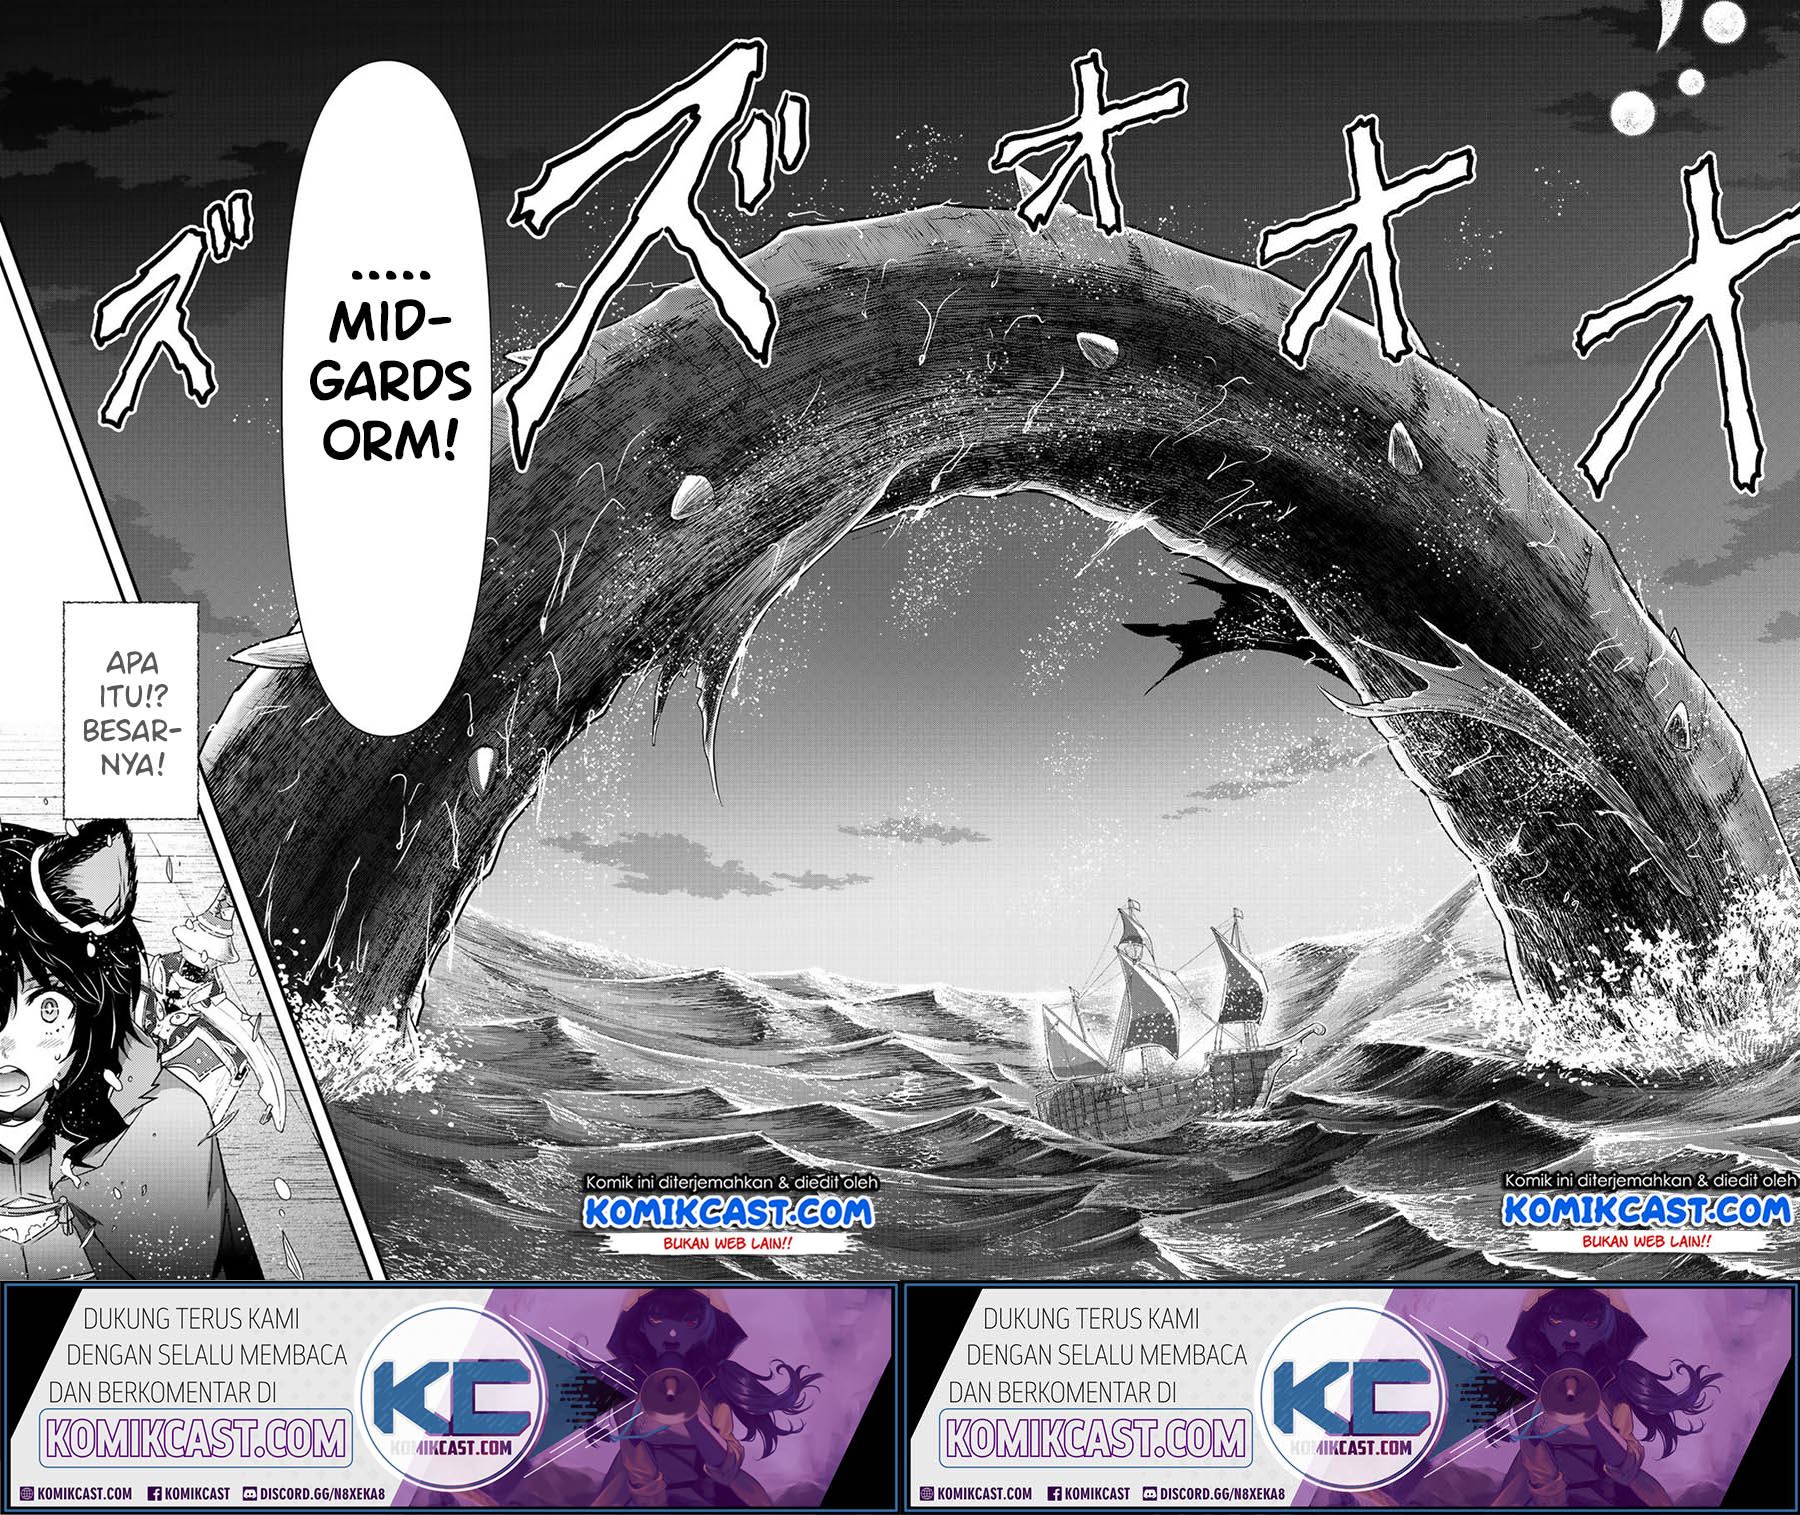 ズズ
ズズオオオ
.....
MID-
GARDS
ORM!
APA
ITU!?
BESAR-
NYA!
Komik ini diterjemahkan & diedit oleh
KOMIKCAST.COM
BUKAN WEB LAIN!!
Komik ini diterjemahkan & diedit oleh
KOMIKCAST.COM
BUKAN WEB LAIN!!
DUKUNG TERUS KAMI
DENGAN SELALU MEMBACA
DAN BERKOMENTAR DI
KOMIKCAST.COM
KC
KOMIKCAST.COM
KOMIKCAST.COM KOMIKCAST DISCORD.GG/N8XEKA8
DUKUNG TERUS KAMI
DENGAN SELALU MEMBACA
DAN BERKOMENTAR DI
KOMIKCAST.COM
KC
KOMIKCAST.COM
KOMIKCAST.COM KOMIKCAST DISCORD.GG/N8XEKA8